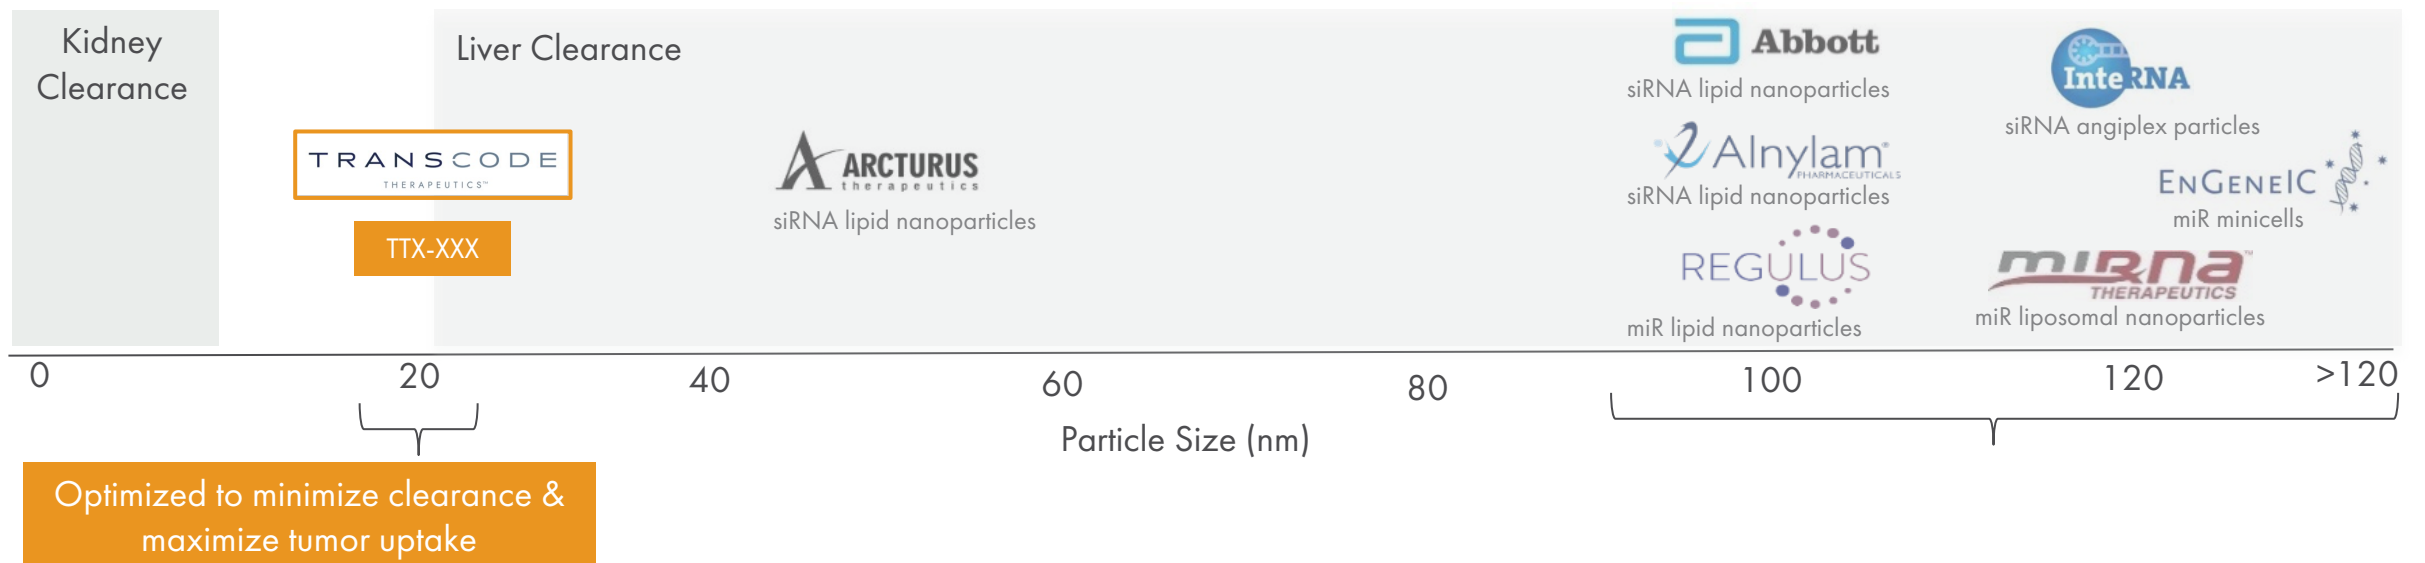 Kidney
Clearance
Liver Clearance
TRANSCODE
THERAPEUTICS™
TTX-XXX
ARCTURUS
therapeutics
siRNA lipid nanoparticles
Abbott
siRNA lipid nanoparticles
Alnylam®
PHARMACEUTICALS
siRNA lipid nanoparticles
REGULUS
miR lipid nanoparticles
InteRNA
siRNA angiplex particles
ENGENEIC
miR minicells
miRna™
THERAPEUTICS
miR liposomal nanoparticles
0 20 40 60 80 100 120 >120
Particle Size (nm)
Optimized to minimize clearance &
maximize tumor uptake